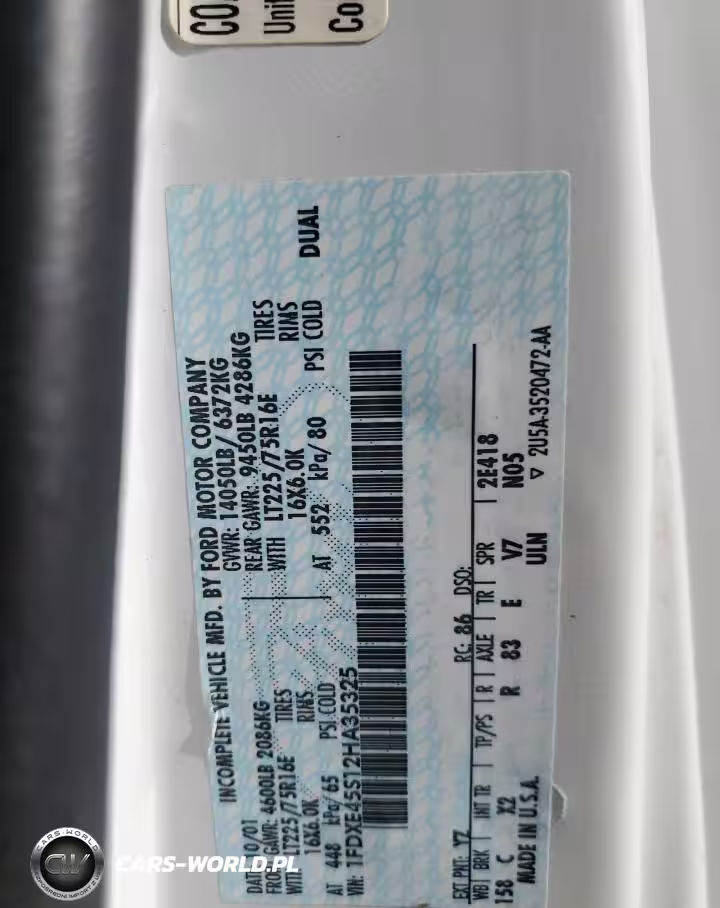 CO
Unit
Co
INCOMPLETE VEHICLE MFD. BY FORD MOTOR COMPANY
DATE: 10/01 GVWR: 14050LB/ 6372KG
FRONT GAWR: 4600LB 2086KG REAR GAWR: 9450LB 4286KG
WITH LT225/75R16E TIRES WITH LT225/75R16E TIRES
16X6.0K RIMS 16X6.0K RIMS
AT 448 kPa/65 PSI COLD AT 552 kPa/ 80 PSI COLD DUAL
VIN: 1FDXE45S12HA35325
EXT PNT: YZ RC: 86 DSO:
WB BRK INT TR TP/PS R AXLE TR SPR 2E418
158 C X2 R 83 E V7 N05
MADE IN U.S.A. ULN ▽ 2U5A-3520472-AA
CARS-WORLD
CW
CARS-WORLD.PL